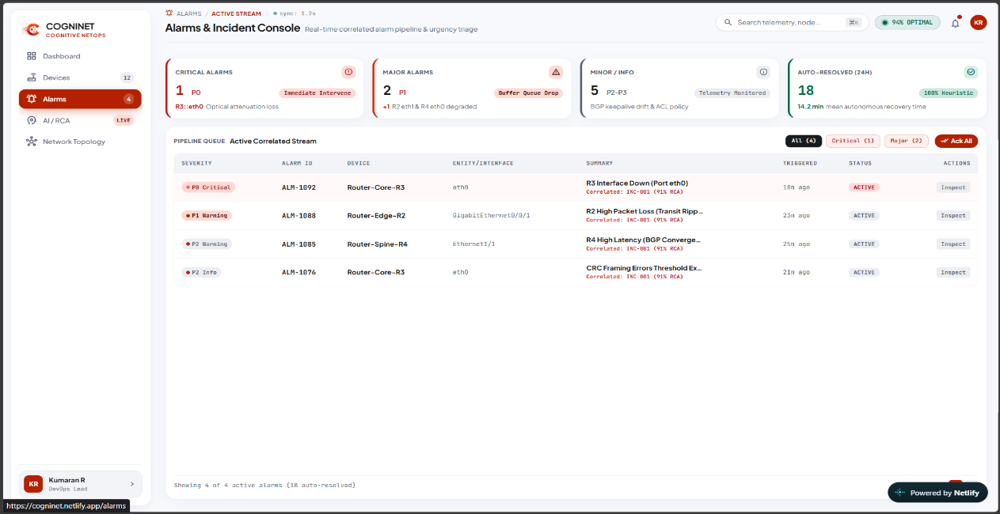 COGNINET
COGNITIVE NETOPS
Dashboard
Devices 12
Alarms 4
AI / RCA LIVE
Network Topology
KR
Kumaran R
DevOps Lead
https://cogninet.netlify.app/alarms
ALARMS / ACTIVE STREAM sync: 1.2s
Alarms & Incident Console Real-time correlated alarm pipeline & urgency triage
Search telemetry, node... ⌘K
94% OPTIMAL
KR
CRITICAL ALARMS
1 P0 Immediate Intervene
R3::eth0 Optical attenuation loss
MAJOR ALARMS
2 P1 Buffer Queue Drop
+1 R2 eth1 & R4 eth0 degraded
MINOR / INFO
5 P2-P3 Telemetry Monitored
BGP keepalive drift & ACL policy
AUTO-RESOLVED (24H)
18 100% Heuristic
14.2 min mean autonomous recovery time
PIPELINE QUEUE Active Correlated Stream
All (4) Critical (1) Major (2) Ack All
SEVERITY ALARM ID DEVICE ENTITY/INTERFACE SUMMARY TRIGGERED STATUS ACTIONS
P0 Critical ALM-1092 Router-Core-R3 eth0 R3 Interface Down (Port eth0) 18m ago ACTIVE Inspect
Correlated: INC-001 (91% RCA)
P1 Warning ALM-1088 Router-Edge-R2 GigabitEthernet0/0/1 R2 High Packet Loss (Transit Ripp... 23m ago ACTIVE Inspect
Correlated: INC-001 (91% RCA)
P2 Warning ALM-1085 Router-Spine-R4 Ethernet1/1 R4 High Latency (BGP Converge... 25m ago ACTIVE Inspect
Correlated: INC-001 (91% RCA)
P2 Info ALM-1076 Router-Core-R3 eth0 CRC Framing Errors Threshold Ex... 21m ago ACTIVE Inspect
Correlated: INC-001 (91% RCA)
Showing 4 of 4 active alarms (18 auto-resolved)
Powered by Netlify